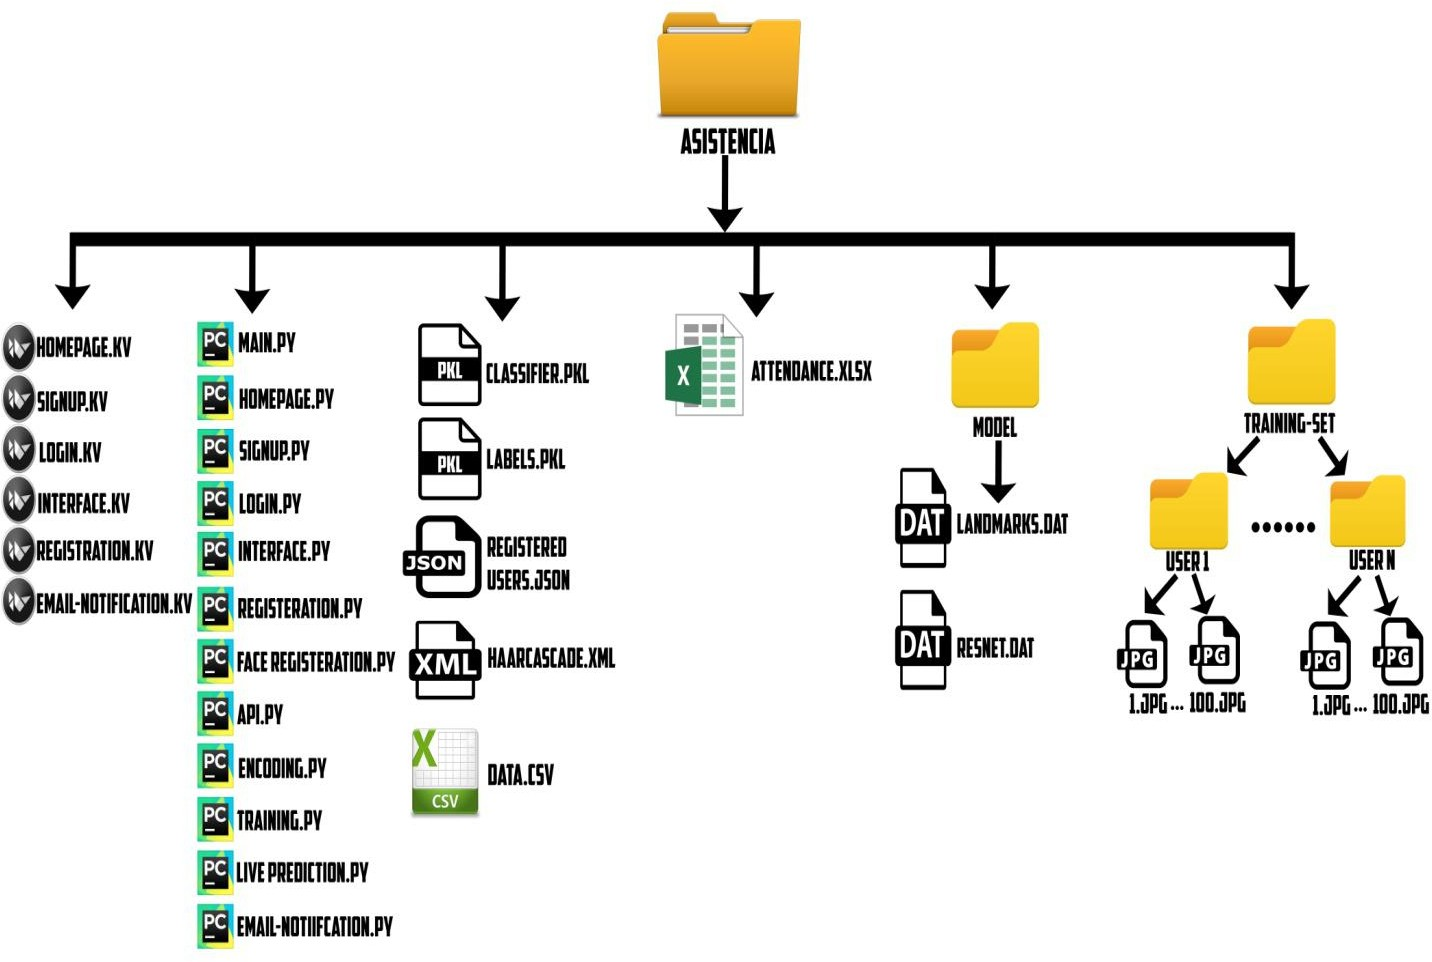 ASISTENCIA
HOMEPAGE.KV
SIGNUP.KV
LOGIN.KV
INTERFACE.KV
REGISTRATION.KV
EMAIL-NOTIFICATION.KV
PC MAIN.PY
PC HOMEPAGE.PY
PC SIGNUP.PY
PC LOGIN.PY
PC INTERFACE.PY
PC REGISTERATION.PY
PC FACE REGISTERATION.PY
PC API.PY
PC ENCODING.PY
PC TRAINING.PY
PC LIVE PREDICTION.PY
PC EMAIL-NOTIIFCATION.PY
PKL CLASSIFIER.PKL
PKL LABELS.PKL
JSON REGISTERED
USERS.JSON
XML HAARCASCADE.XML
X DATA.CSV
CSV
X ATTENDANCE.XLSX
MODEL
DAT LANDMARKS.DAT
DAT RESNET.DAT
TRAINING-SET
USER 1 ...... USER N
JPG JPG JPG JPG
1.JPG ... 100.JPG 1.JPG ... 100.JPG